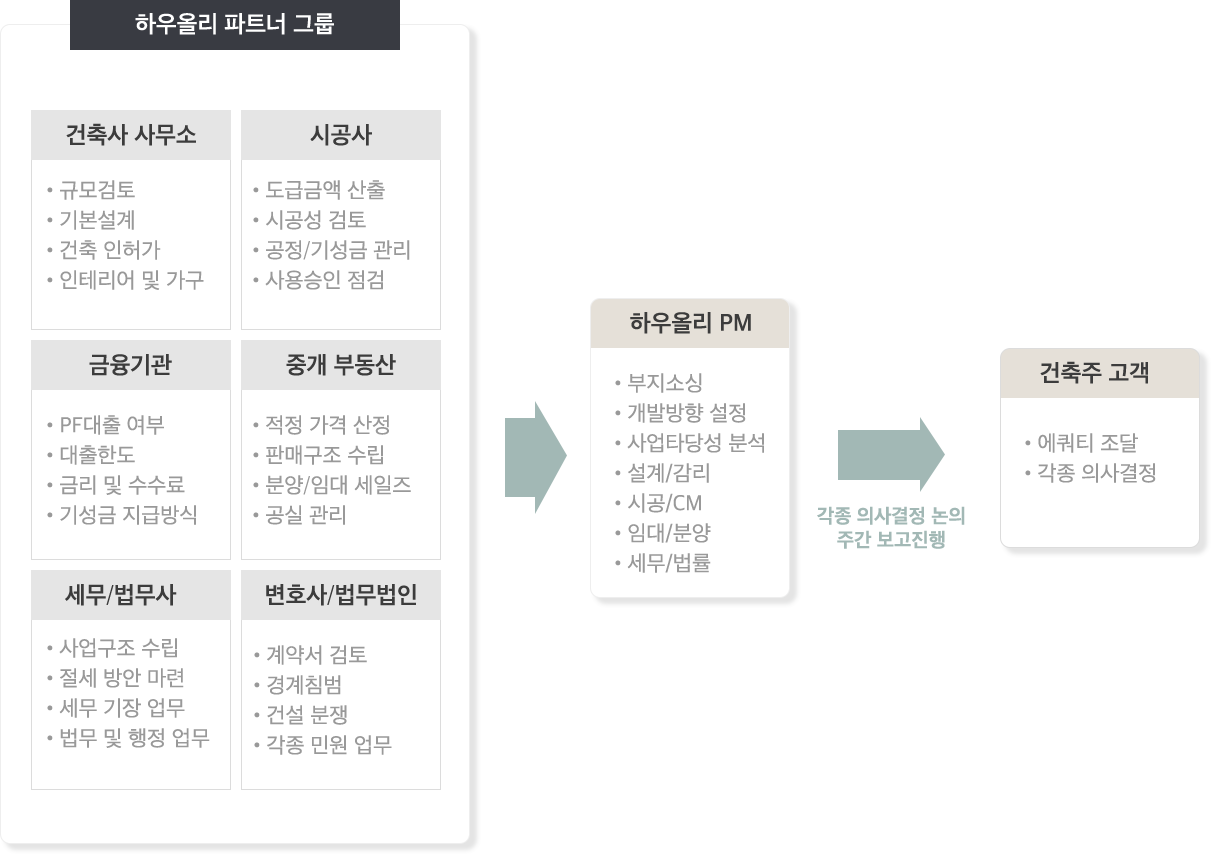 하우올리 파트너 그룹
건축사 사무소
• 규모검토
• 기본설계
• 건축 인허가
• 인테리어 및 가구
시공사
• 도급금액 산출
• 시공성 검토
• 공정/기성금 관리
• 사용승인 점검
금융기관
• PF대출 여부
• 대출한도
• 금리 및 수수료
• 기성금 지급방식
중개 부동산
• 적정 가격 산정
• 판매구조 수립
• 분양/임대 세일즈
• 공실 관리
세무/법무사
• 사업구조 수립
• 절세 방안 마련
• 세무 기장 업무
• 법무 및 행정 업무
변호사/법무법인
• 계약서 검토
• 경계침범
• 건설 분쟁
• 각종 민원 업무
하우올리 PM
• 부지소싱
• 개발방향 설정
• 사업타당성 분석
• 설계/감리
• 시공/CM
• 임대/분양
• 세무/법률
각종 의사결정 논의
주간 보고진행
건축주 고객
• 에쿼티 조달
• 각종 의사결정